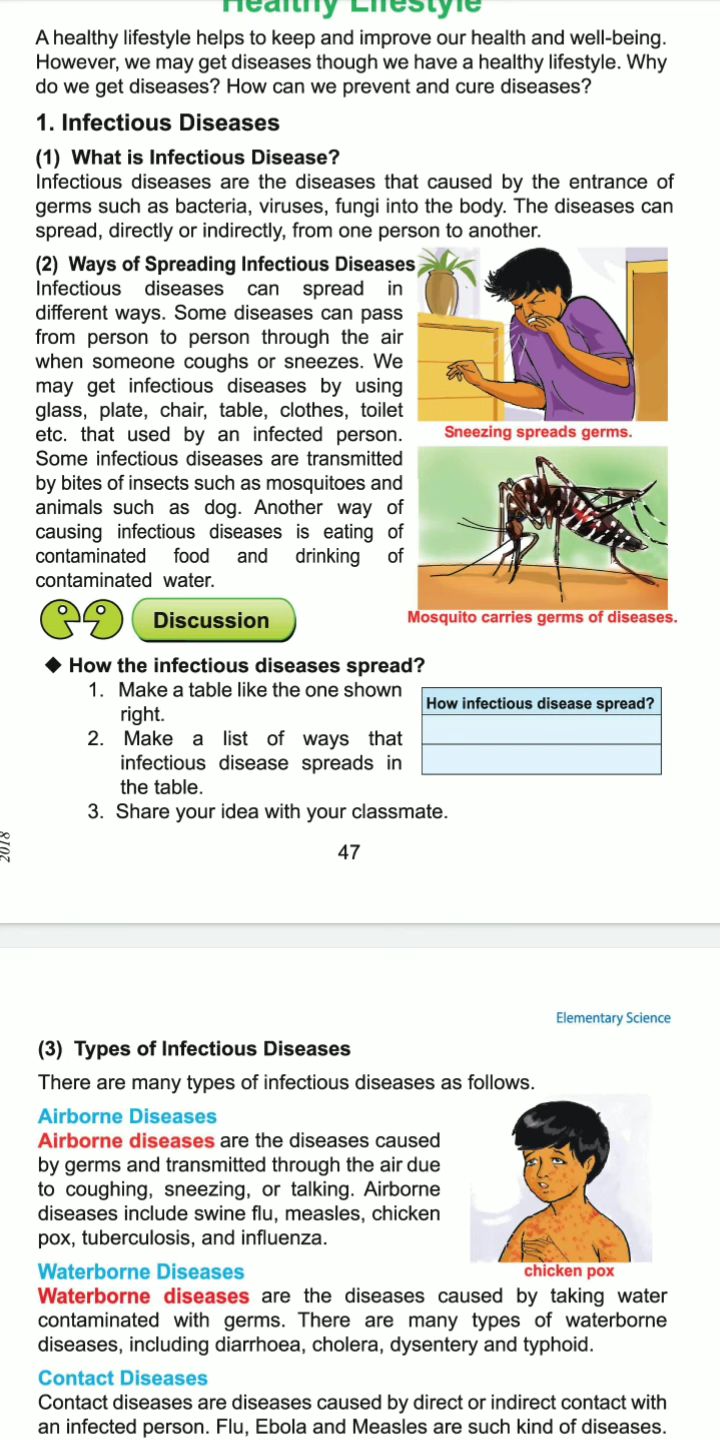 Healthy Lifestyle
A healthy lifestyle helps to keep and improve our health and well-being.
However, we may get diseases though we have a healthy lifestyle. Why
do we get diseases? How can we prevent and cure diseases?
1. Infectious Diseases
(1) What is Infectious Disease?
Infectious diseases are the diseases that caused by the entrance of
germs such as bacteria, viruses, fungi into the body. The diseases can
spread, directly or indirectly, from one person to another.
(2) Ways of Spreading Infectious Diseases
Infectious diseases can spread in
different ways. Some diseases can pass
from person to person through the air
when someone coughs or sneezes. We
may get infectious diseases by using
glass, plate, chair, table, clothes, toilet
etc. that used by an infected person.
Some infectious diseases are transmitted
by bites of insects such as mosquitoes and
animals such as dog. Another way of
causing infectious diseases is eating of
contaminated food and drinking of
contaminated water.
Sneezing spreads germs.
Mosquito carries germs of diseases.
Discussion
◆ How the infectious diseases spread?
1. Make a table like the one shown
right.
2. Make a list of ways that
infectious disease spreads in
the table.
3. Share your idea with your classmate.
How infectious disease spread?
2018
47
Elementary Science
(3) Types of Infectious Diseases
There are many types of infectious diseases as follows.
Airborne Diseases
Airborne diseases are the diseases caused
by germs and transmitted through the air due
to coughing, sneezing, or talking. Airborne
diseases include swine flu, measles, chicken
pox, tuberculosis, and influenza.
chicken pox
Waterborne Diseases
Waterborne diseases are the diseases caused by taking water
contaminated with germs. There are many types of waterborne
diseases, including diarrhoea, cholera, dysentery and typhoid.
Contact Diseases
Contact diseases are diseases caused by direct or indirect contact with
an infected person. Flu, Ebola and Measles are such kind of diseases.